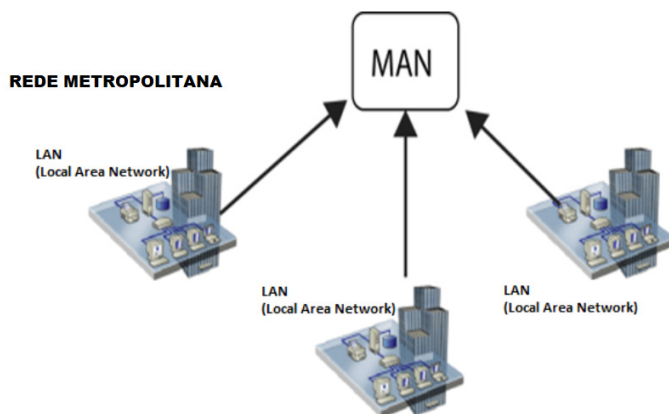 MAN
REDE METROPOLITANA
LAN
(Local Area Network)
LAN
(Local Area Network)
LAN
(Local Area Network)